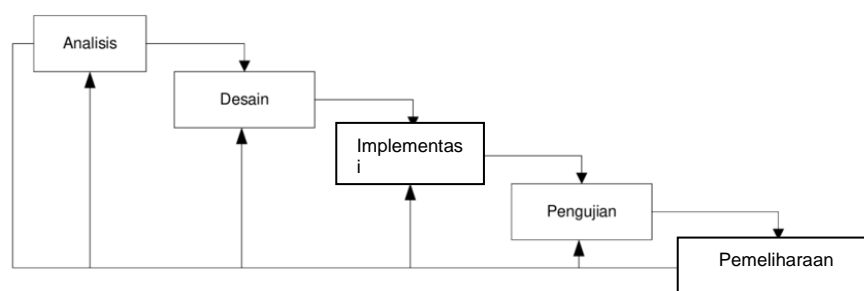 Analisis
Desain
Implementas
i
Pengujian
Pemeliharaan